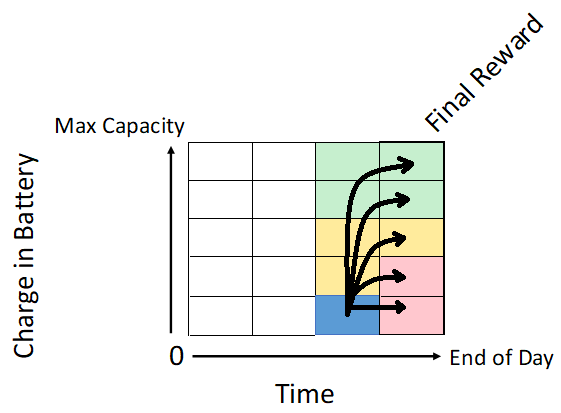 Final Reward
Max Capacity
Charge in Battery
0
End of Day
Time